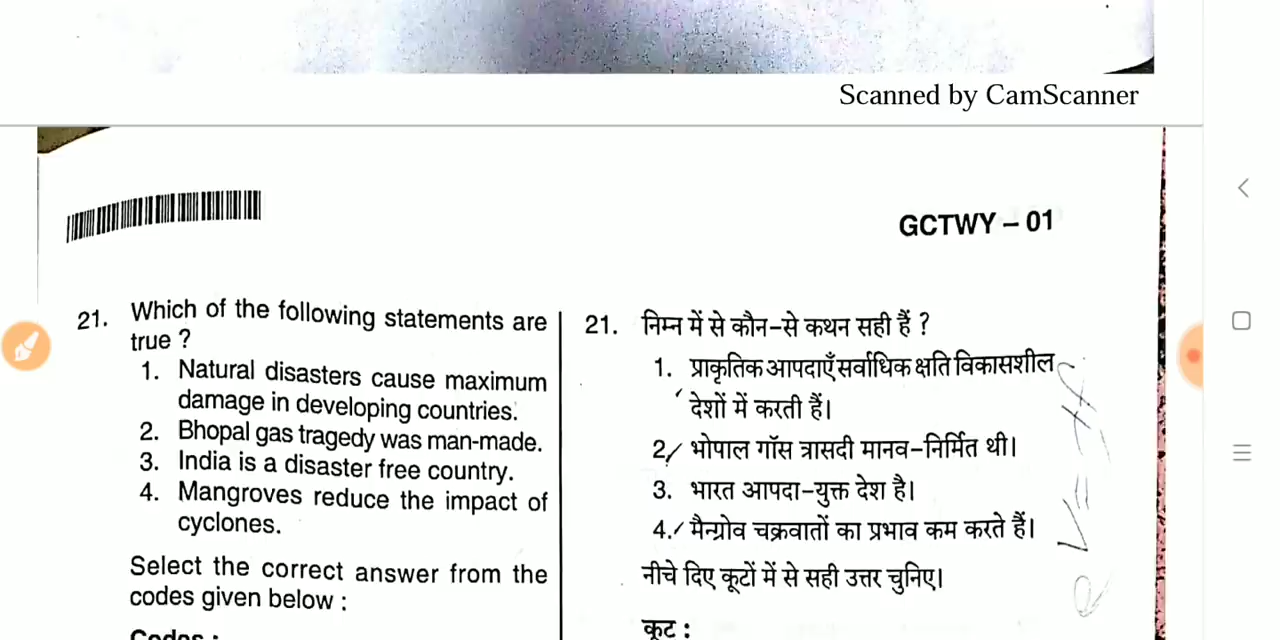 Scanned by CamScanner
GCTWY – 01
21. Which of the following statements are
true ?
1. Natural disasters cause maximum
damage in developing countries.
2. Bhopal gas tragedy was man-made.
3. India is a disaster free country.
4. Mangroves reduce the impact of
cyclones.
Select the correct answer from the
codes given below :
Codes :
21. निम्न में से कौन-से कथन सही हैं ?
1. प्राकृतिक आपदाएँ सर्वाधिक क्षति विकासशील
देशों में करती हैं।
2. भोपाल गॉस त्रासदी मानव-निर्मित थी।
3. भारत आपदा-युक्त देश है।
4. मैन्ग्रोव चक्रवातों का प्रभाव कम करते हैं।
नीचे दिए कूटों में से सही उत्तर चुनिए।
कूट :